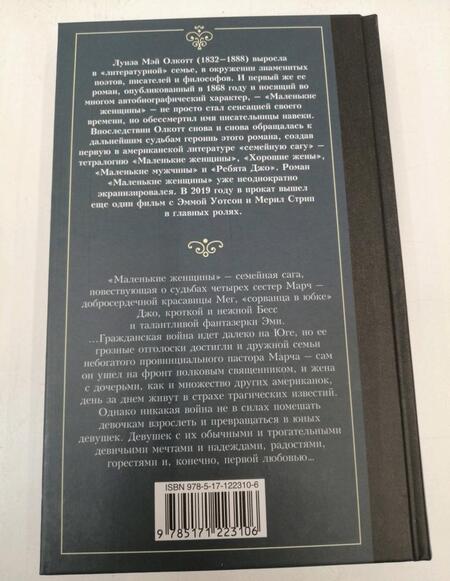 Луиза Мэй Олкотт (1832–1888) выросла
в «литературной» семье, в окружении знаменитых
поэтов, писателей и философов. И первый же ее
роман, опубликованный в 1868 году и носящий во
многом автобиографический характер, — «Маленькие
женщины» — не просто стал сенсацией своего
времени, но обессмертил имя писательницы навеки.
Впоследствии Олкотт снова и снова обращалась к
дальнейшим судьбам героинь этого романа, создав
первую в американской литературе «семейную сагу» —
тетралогию «Маленькие женщины», «Хорошие жены»,
«Маленькие мужчины» и «Ребята Джо». Роман
«Маленькие женщины» уже неоднократно
экранизировался. В 2019 году в прокат вышел
еще один фильм с Эммой Уотсон и Мерил Стрип
в главных ролях.
«Маленькие женщины» — семейная сага,
повествующая о судьбах четырех сестер Марч —
добросердечной красавицы Мег, «сорванца в юбке»
Джо, кроткой и нежной Бесс
и талантливой фантазерки Эми.
...Гражданская война идет далеко на Юге, но ее
грозные отголоски достигли и дружной семьи
небогатого провинциального пастора Марча — сам
он ушел на фронт полковым священником, и жена
с дочерьми, как и множество других американок,
день за днем живут в страхе трагических известий.
Однако никакая война не в силах помешать
девочкам взрослеть и превращаться в юных
девушек. Девушек с их обычными и трогательными
девичьими мечтами и надеждами, радостями,
горестями и, конечно, первой любовью...
ISBN 978-5-17-122310-6
9 785171 223106